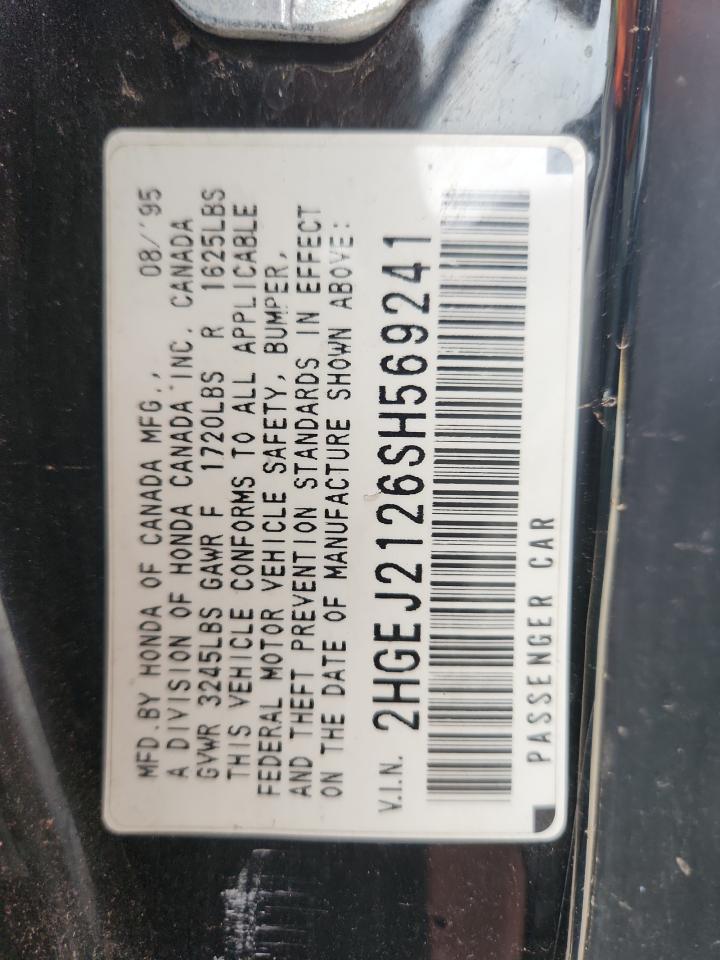 MFD.BY HONDA OF CANADA MFG., 08/'95
A DIVISION OF HONDA CANADA INC. CANADA
GVWR 3245LBS GAWR F 1720LBS R 1625LBS
THIS VEHICLE CONFORMS TO ALL APPLICABLE
FEDERAL MOTOR VEHICLE SAFETY, BUMPER,
AND THEFT PREVENTION STANDARDS IN EFFECT
ON THE DATE OF MANUFACTURE SHOWN ABOVE:
V.I.N. 2HGEJ2126SH569241
PASSENGER CAR